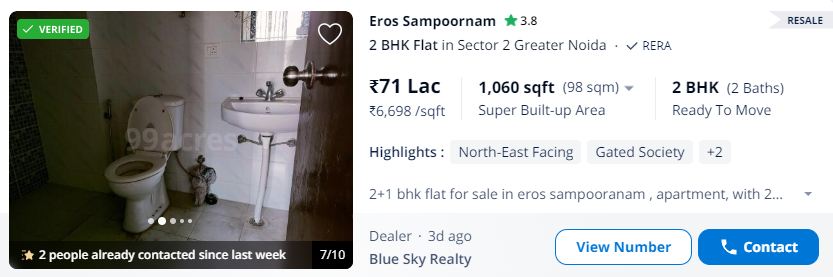 VERIFIED
99acres
2 people already contacted since last week
7/10
Eros Sampoornam 3.8
RESALE
2 BHK Flat in Sector 2 Greater Noida · RERA
₹71 Lac
₹6,698 /sqft
1,060 sqft (98 sqm)
Super Built-up Area
2 BHK (2 Baths)
Ready To Move
Highlights : North-East Facing Gated Society +2
2+1 bhk flat for sale in eros sampooranam , apartment, with 2...
Dealer · 3d ago
Blue Sky Realty
View Number
Contact